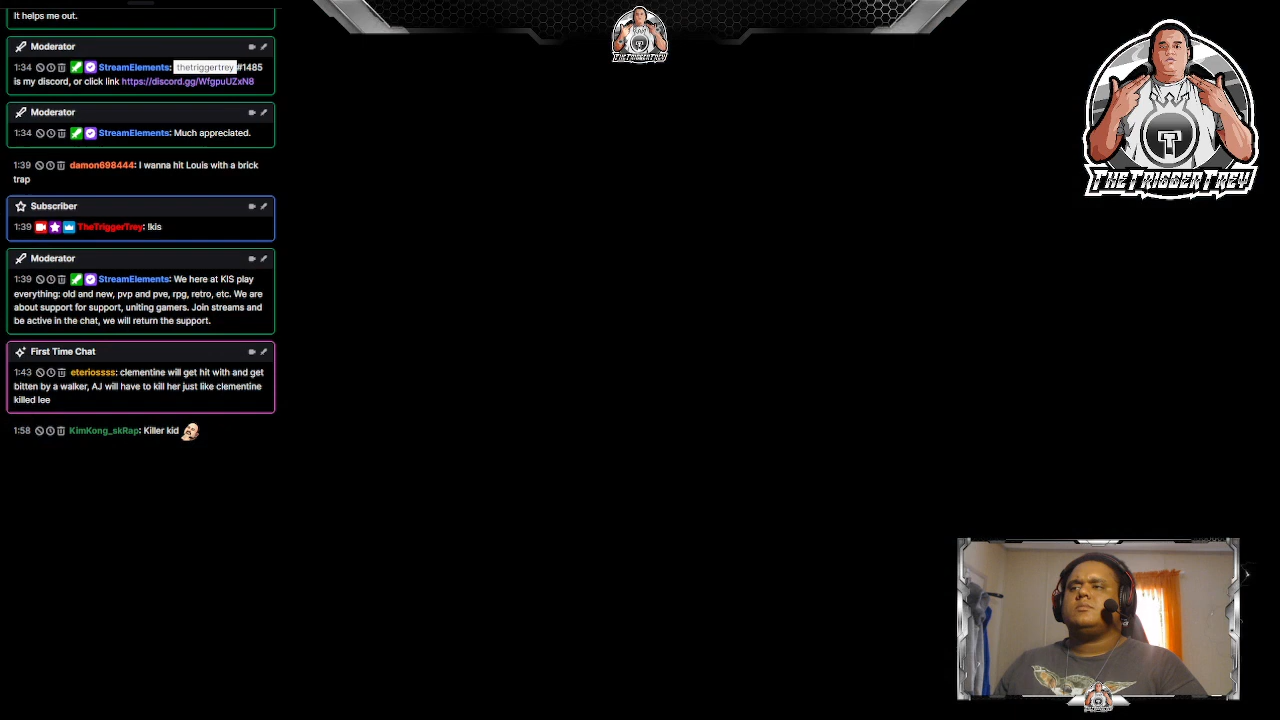 It helps me out.
Moderator
1:34 StreamElements: thetriggertrey#1485
is my discord, or click link https://discord.gg/WfgpuUZxN8
Moderator
1:34 StreamElements: Much appreciated.
1:39 damon698444: I wanna hit Louis with a brick
trap
Subscriber
1:39 TheTriggerTrey: !kis
Moderator
1:39 StreamElements: We here at KIS play
everything: old and new, pvp and pve, rpg, retro, etc. We are
about support for support, uniting gamers. Join streams and
be active in the chat, we will return the support.
First Time Chat
1:43 eteriossss: clementine will get hit with and get
bitten by a walker, AJ will have to kill her just like clementine
killed lee
1:58 KimKong_skRap: Killer kid
T
TheTriggerTrey